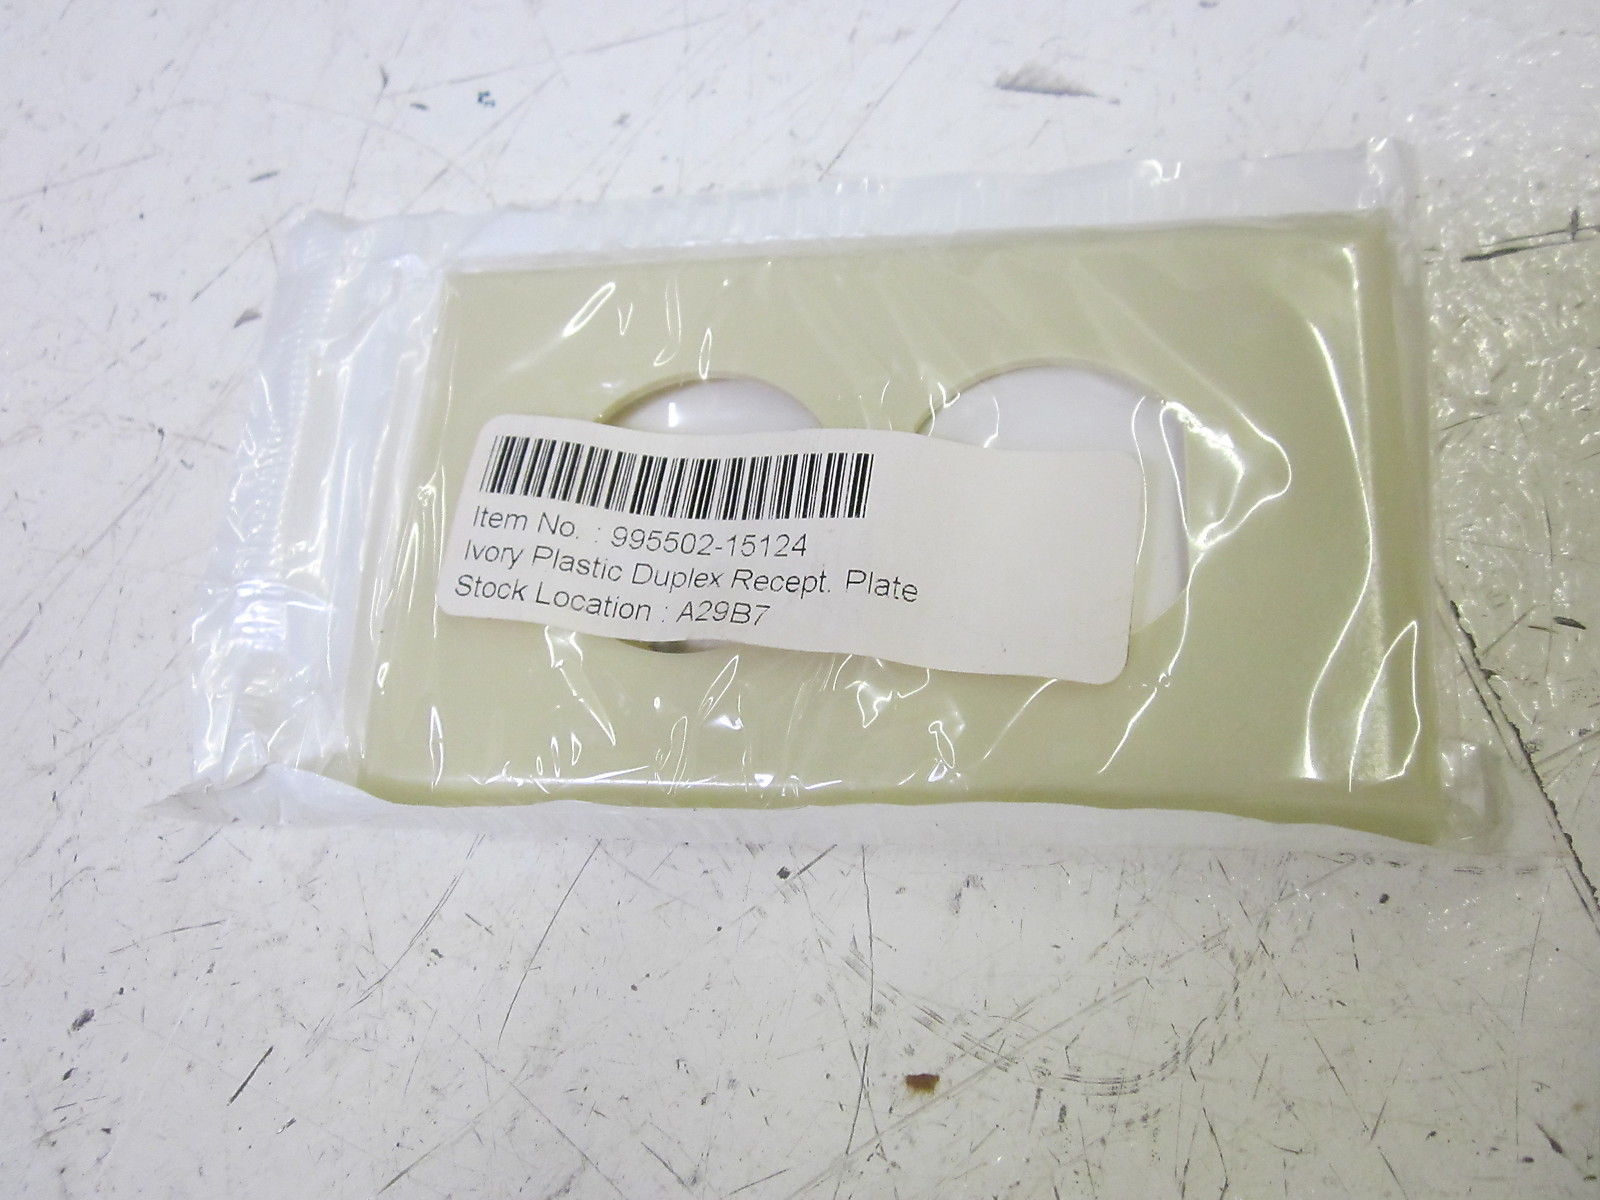 Item No. : 995502-15124
Ivory Plastic Duplex Recept. Plate
Stock Location : A29B7